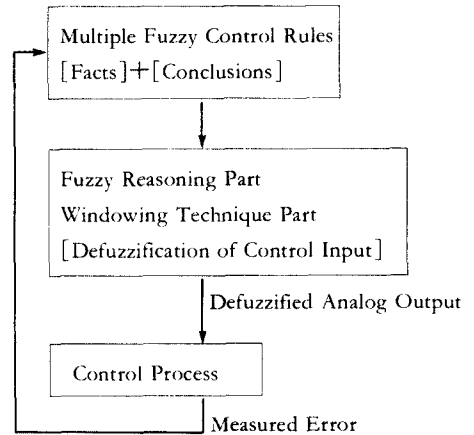 Multiple Fuzzy Control Rules
[Facts]+[Conclusions]
Fuzzy Reasoning Part
Windowing Technique Part
[Defuzzification of Control Input]
Defuzzified Analog Output
Control Process
Measured Error